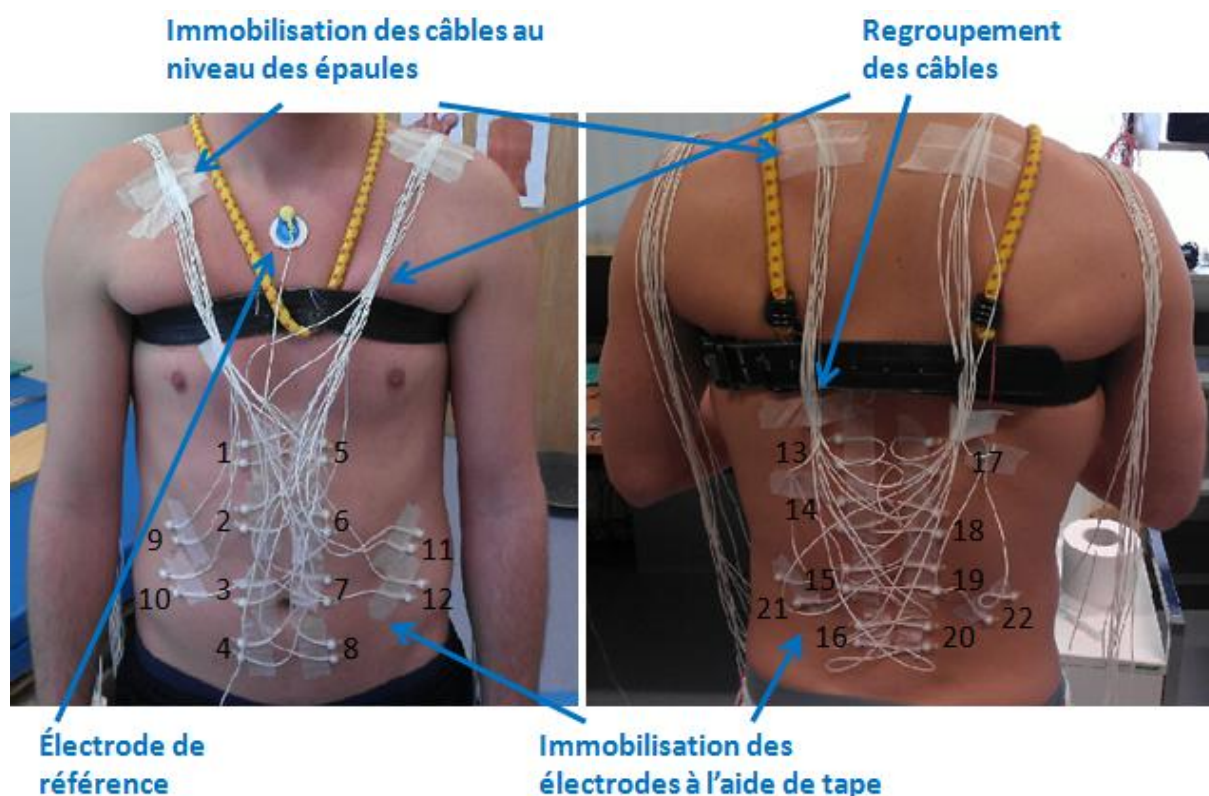 Immobilisation des câbles au
niveau des épaules
Regroupement
des câbles
1
5
2
6
9
11
10
3
7
12
4
8
13
17
14
18
15
19
21
22
16
20
Électrode de
référence
Immobilisation des
électrodes à l'aide de tape